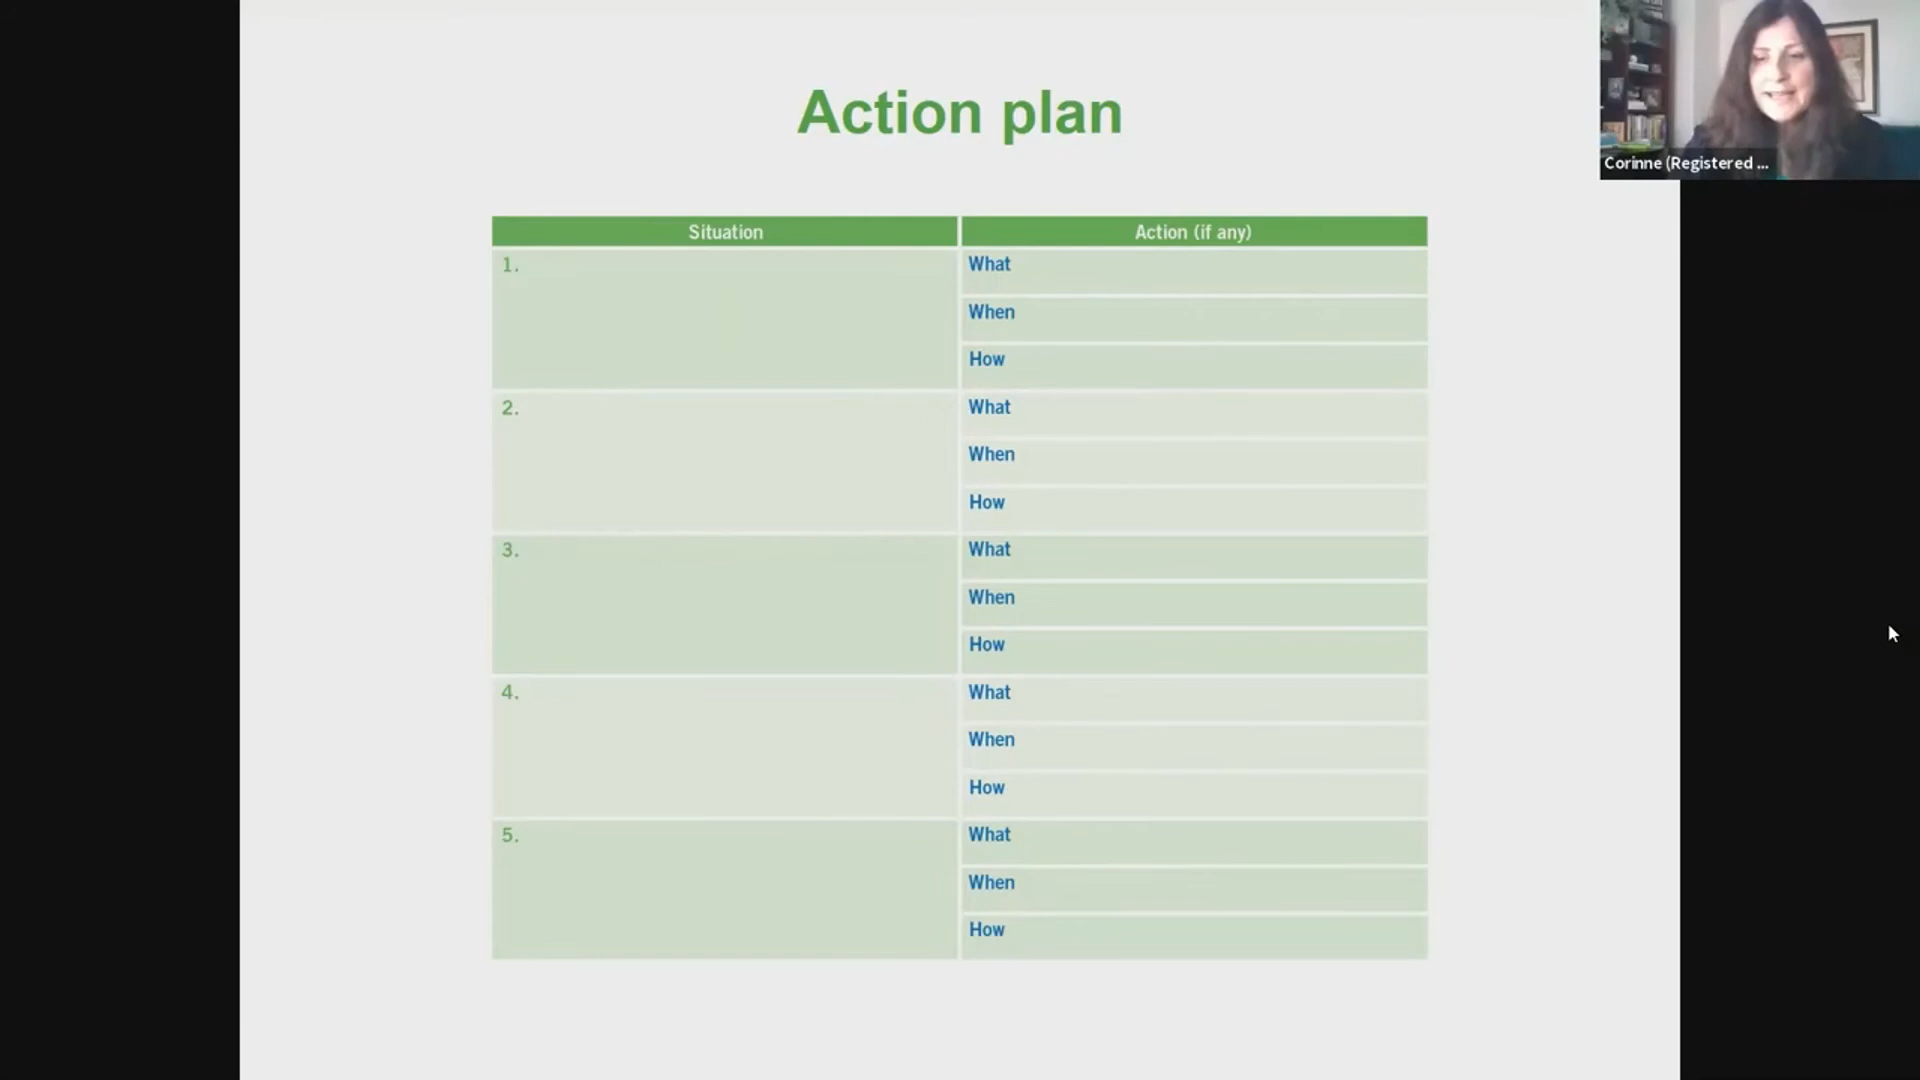 Action plan
Corinne (Registered ...
Situation Action (if any)
1. What
When
How
2. What
When
How
3. What
When
How
4. What
When
How
5. What
When
How